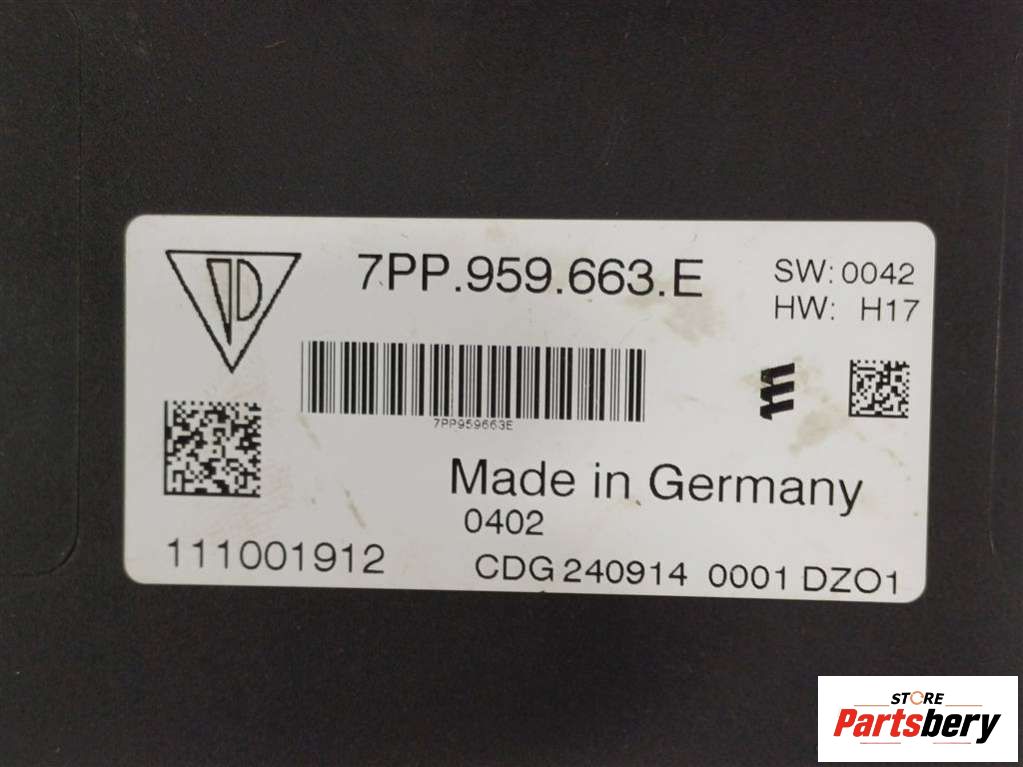 7PP.959.663.E
SW: 0042
HW: H17
7PP959663E
Made in Germany
0402
111001912
CDG 240914 0001 DZO1
STORE
Partsbery